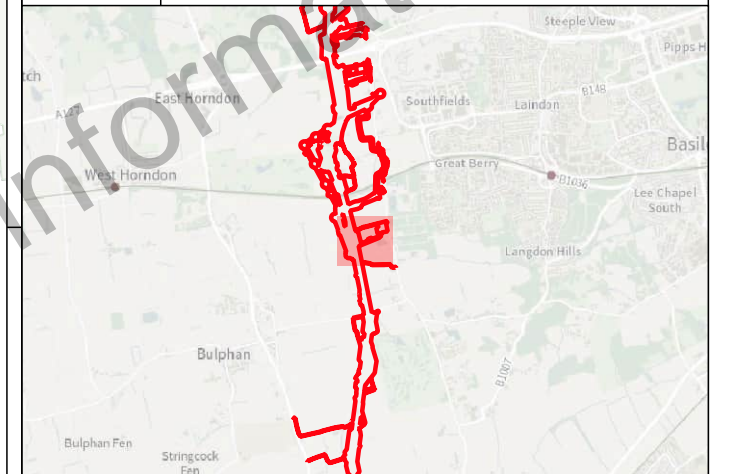 Steeple View
Pipps H
tch
B148
East Horndon
Southfields
Laindon
A127
Informat
Basil
Great Berry
West Horndon
B1036
Lee Chapel
South
Langdon Hills
Bulphan
B1007
Bulphan Fen
Stringcock
Fen